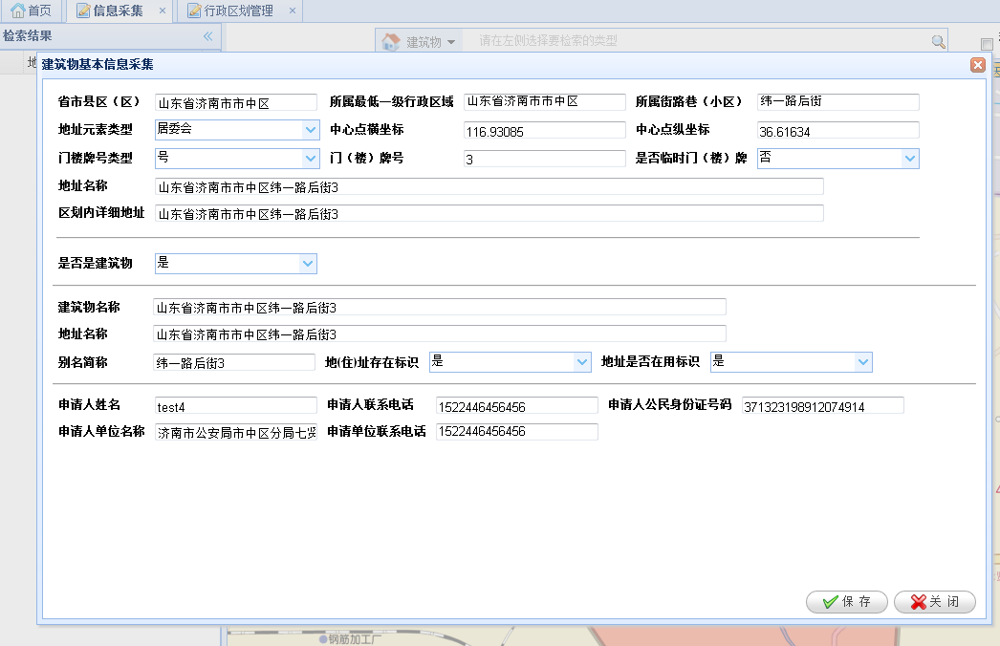 首页 信息采集 行政区划管理
检索结果 建筑物 请在左侧选择要检索的类型
地
建筑物基本信息采集
省市县区（区） 山东省济南市市中区 所属最低一级行政区域 山东省济南市市中区 所属街路巷（小区） 纬一路后街
地址元素类型 居委会 中心点横坐标 116.93085 中心点纵坐标 36.61634
门楼牌号类型 号 门（楼）牌号 3 是否临时门（楼）牌 否
地址名称 山东省济南市市中区纬一路后街3
区划内详细地址 山东省济南市市中区纬一路后街3
是否是建筑物 是
建筑物名称 山东省济南市市中区纬一路后街3
地址名称 山东省济南市市中区纬一路后街3
别名简称 纬一路后街3 地(住)址存在标识 是 地址是否在用标识 是
申请人姓名 test4 申请人联系电话 1522446456456 申请人公民身份证号码 371323198912074914
申请人单位名称 济南市公安局市中区分局七贤 申请单位联系电话 1522446456456
保 存 关 闭
钢筋加工厂